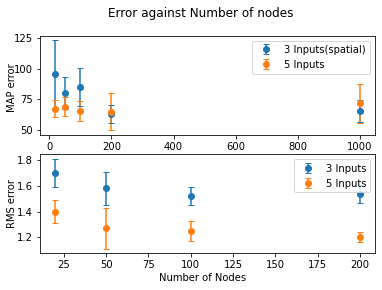 Error against Number of nodes
125
100
75
50
MAP error
3 Inputs(spatial)
5 Inputs
0
200
400
600
800
1000
1.8
1.6
1.4
1.2
RMS error
3 Inputs
5 Inputs
25
50
75
100
125
150
175
200
Number of Nodes